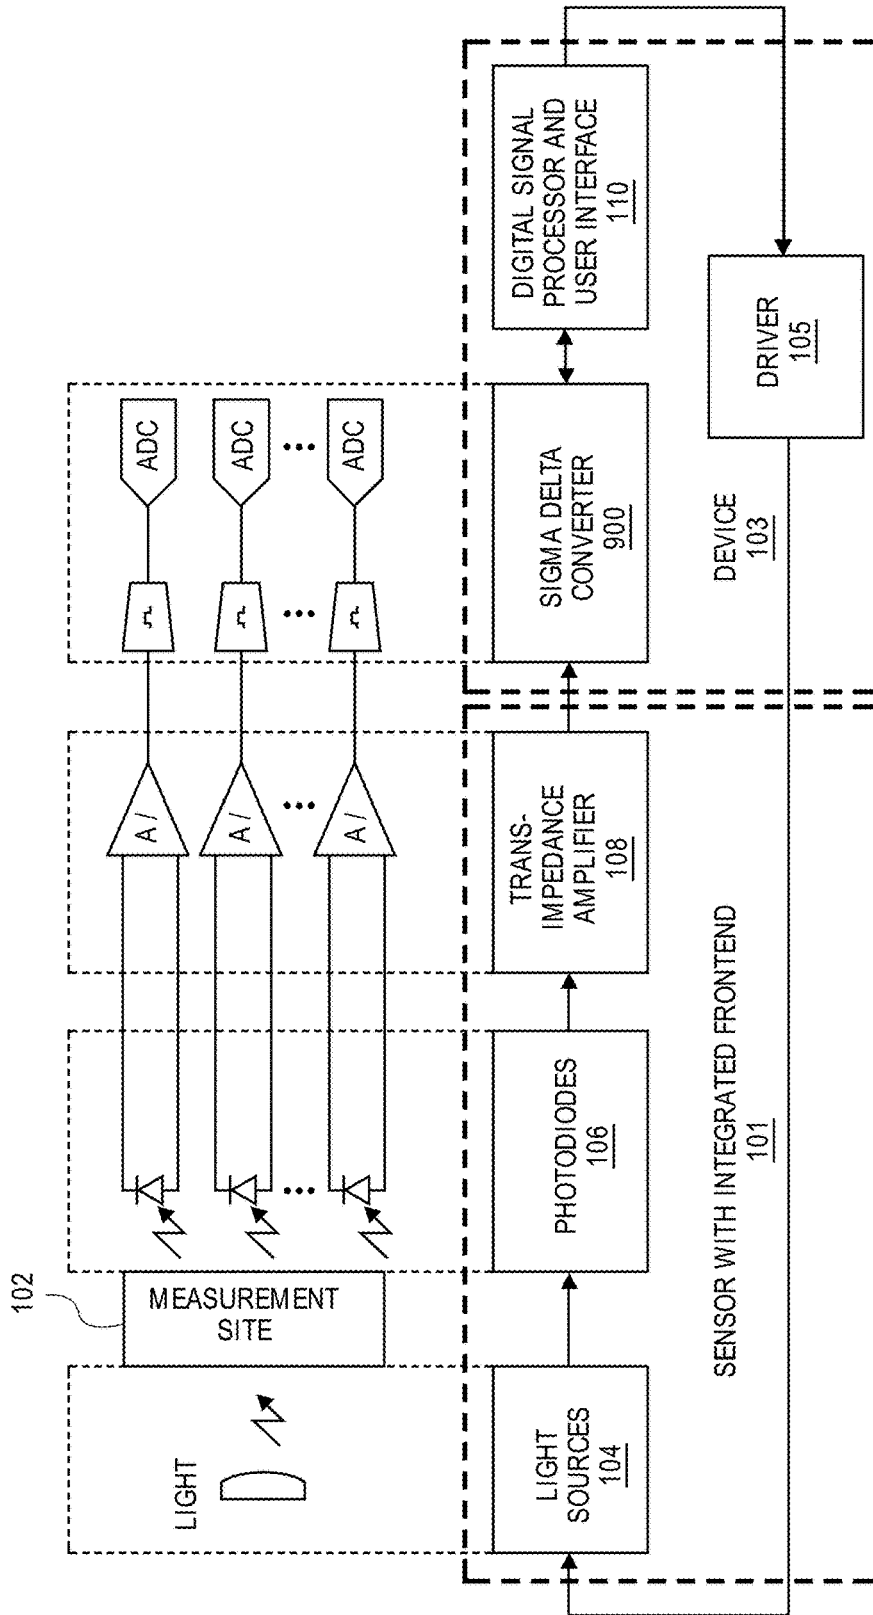 LIGHT
102
MEASUREMENT
SITE
A /
A /
A /
ADC
ADC
ADC
LIGHT
SOURCES
104
PHOTODIODES
106
TRANS-
IMPEDANCE
AMPLIFIER
108
SIGMA DELTA
CONVERTER
900
DIGITAL SIGNAL
PROCESSOR AND
USER INTERFACE
110
SENSOR WITH INTEGRATED FRONTEND
101
DEVICE
103
DRIVER
105